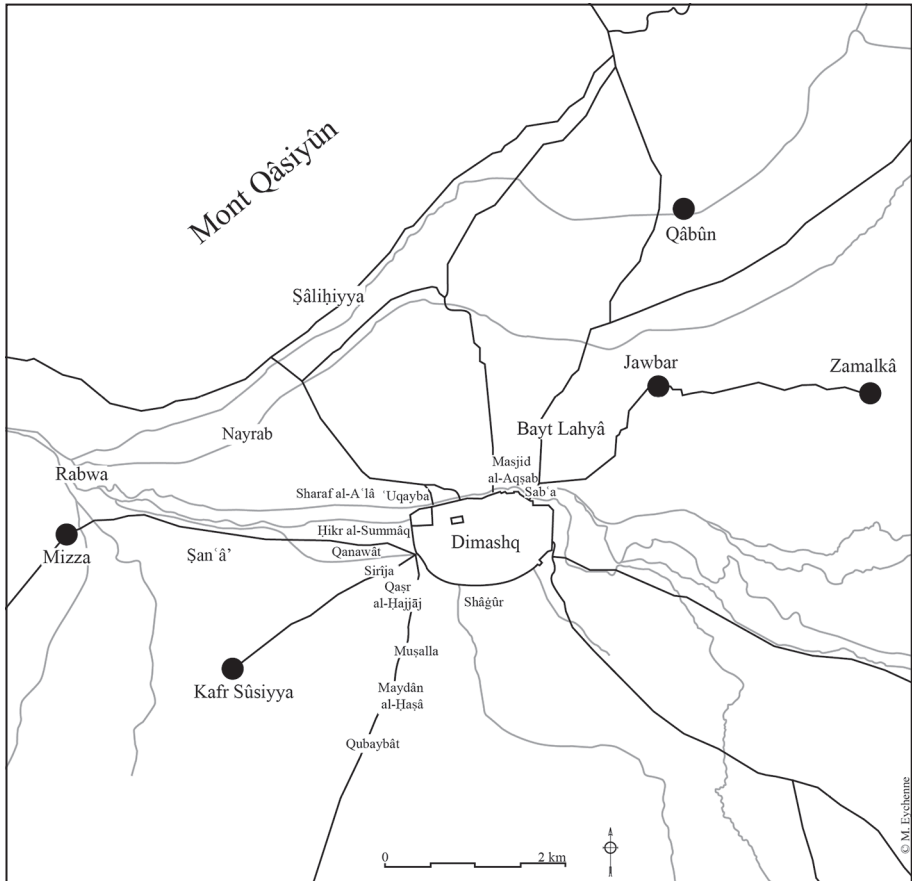 Mont Qâsiyûn
Qâbûn
Ṣâliḥiyya
Jawbar
Zamalkâ
Nayrab
Bayt Lahyâ
Masjid
al-Aqṣab
Rabwa
Sharaf al-Aʿlâ
ʿUqayba
Sabʿa
Ḥikr al-Summâq
Mizza
Ṣanʿâ’
Qanawât
Dimashq
Sirîja
Qaṣr
al-Ḥajjāj
Shâġûr
Muṣalla
Kafr Sûsiyya
Maydân
al-Ḥaṣâ
Qubaybât
0
2 km
© M. Eychenne